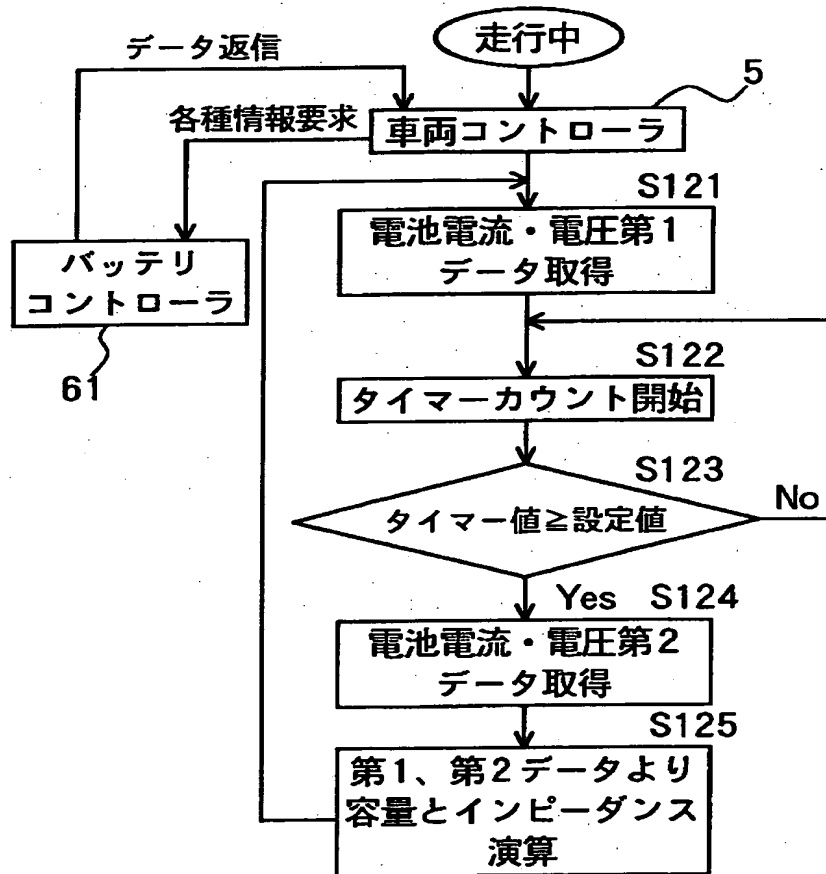 走行中
データ返信
5
各種情報要求
車両コントローラ
S121
電池電流・電圧第1
データ取得
バッテリ
コントローラ
61
S122
タイマーカウント開始
S123
タイマー値≧設定値
No
Yes
S124
電池電流・電圧第2
データ取得
S125
第1、第2データより
容量とインピーダンス
演算